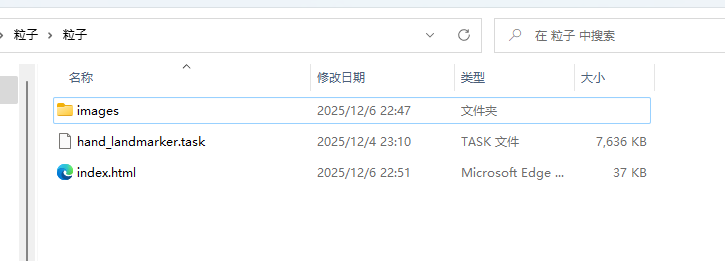 粒子 › 粒子 在 粒子 中搜索
名称 修改日期 类型 大小
images 2025/12/6 22:47 文件夹
hand_landmarker.task 2025/12/4 23:10 TASK 文件 7,636 KB
index.html 2025/12/6 22:51 Microsoft Edge ... 37 KB